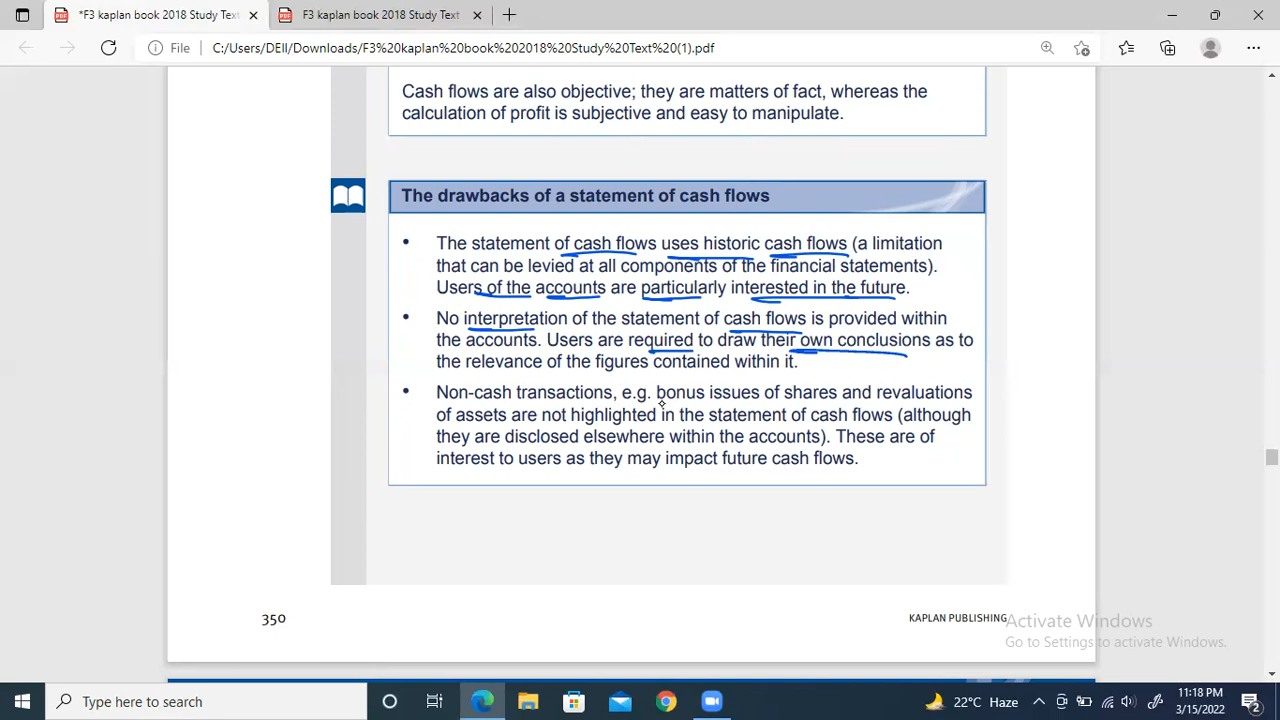 *F3 kaplan book 2018 Study Text
F3 kaplan book 2018 Study Text
File
C:/Users/DEll/Downloads/F3%20kaplan%20book%202018%20Study%20Text%20(1).pdf
Cash flows are also objective; they are matters of fact, whereas the
calculation of profit is subjective and easy to manipulate.
The drawbacks of a statement of cash flows
• The statement of cash flows uses historic cash flows (a limitation
that can be levied at all components of the financial statements).
Users of the accounts are particularly interested in the future.
• No interpretation of the statement of cash flows is provided within
the accounts. Users are required to draw their own conclusions as to
the relevance of the figures contained within it.
• Non-cash transactions, e.g. bonus issues of shares and revaluations
of assets are not highlighted in the statement of cash flows (although
they are disclosed elsewhere within the accounts). These are of
interest to users as they may impact future cash flows.
350
KAPLAN PUBLISHING
Activate Windows
Go to Settings to activate Windows.
Type here to search
22°C Haze
11:18 PM
3/15/2022
2